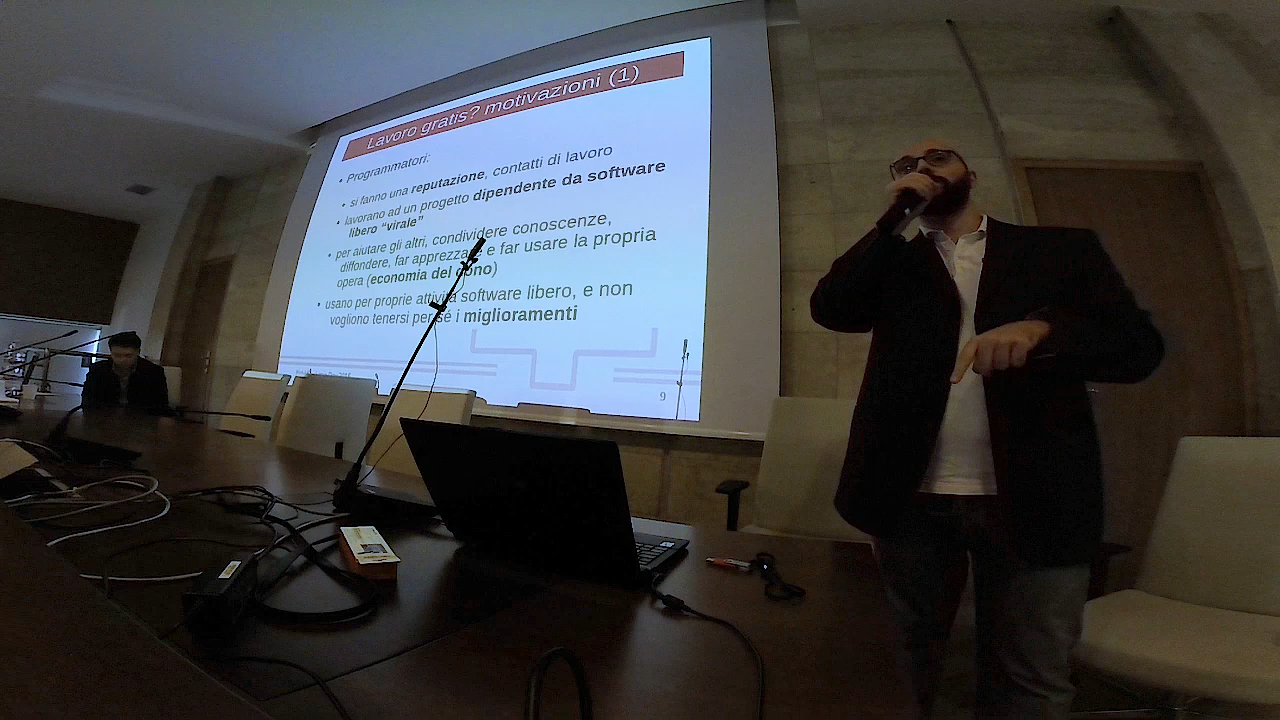 Lavoro gratis? motivazioni (1)
• Programmatori:
• si fanno una reputazione, contatti di lavoro
• lavorano ad un progetto dipendente da software
libero “virale”
• per aiutare gli altri, condividere conoscenze,
diffondere, far apprezzare e far usare la propria
opera (economia del dono)
• usano per proprie attività software libero, e non
vogliono tenersi per sé i miglioramenti
9